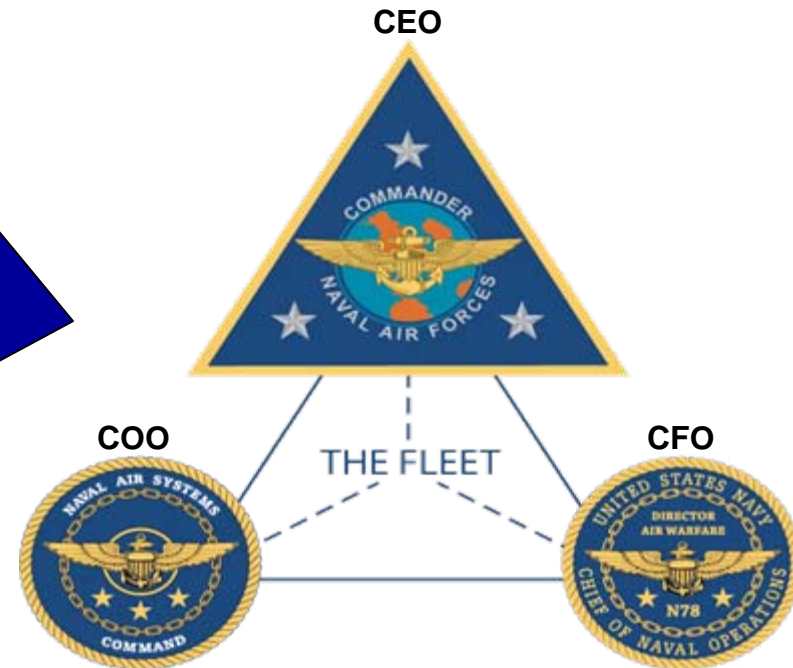 CEO
COMMANDER
NAVAL AIR FORCES
COO
CFO
THE FLEET
NAVAL AIR SYSTEMS
COMMAND
UNITED STATES NAVY
DIRECTOR
AIR WARFARE
N78
CHIEF OF NAVAL OPERATIONS